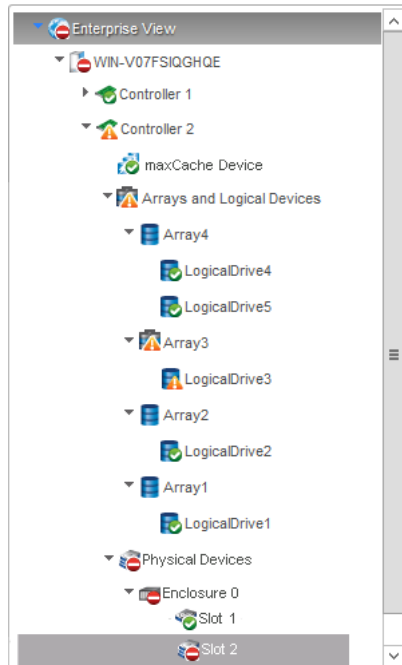 Enterprise View
WIN-V07FSIQGHQE
Controller 1
Controller 2
maxCache Device
Arrays and Logical Devices
Array4
LogicalDrive4
LogicalDrive5
Array3
LogicalDrive3
Array2
LogicalDrive2
Array1
LogicalDrive1
Physical Devices
Enclosure 0
Slot 1
Slot 2